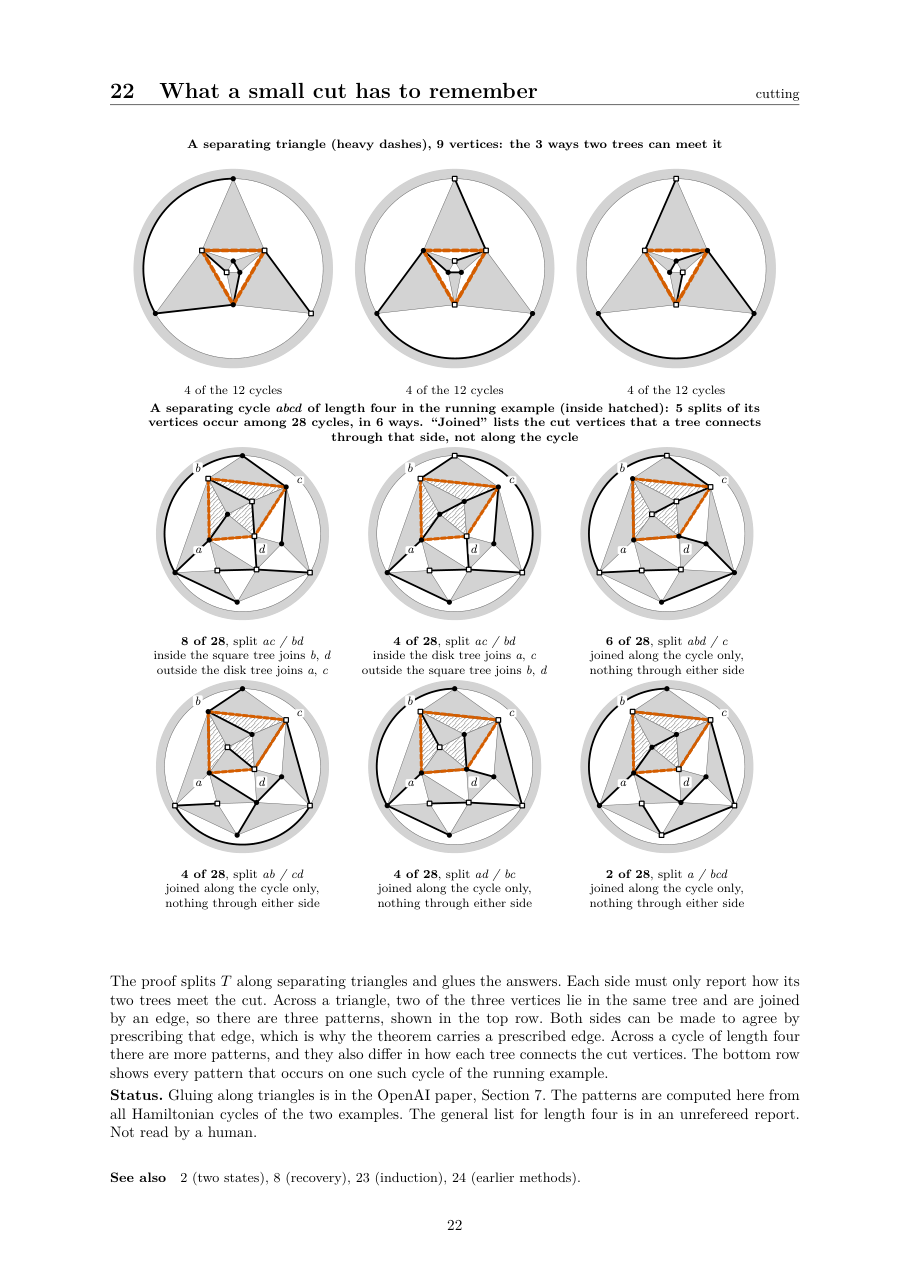 22 What a small cut has to remember cutting
A separating triangle (heavy dashes), 9 vertices: the 3 ways two trees can meet it
4 of the 12 cycles 4 of the 12 cycles 4 of the 12 cycles
A separating cycle abcd of length four in the running example (inside hatched): 5 splits of its
vertices occur among 28 cycles, in 6 ways. “Joined” lists the cut vertices that a tree connects
through that side, not along the cycle
b c b c b c
a d a d a d
8 of 28, split ac / bd 4 of 28, split ac / bd 6 of 28, split abd / c
inside the square tree joins b, d inside the disk tree joins a, c joined along the cycle only,
outside the disk tree joins a, c outside the square tree joins b, d nothing through either side
b c b c b c
a d a d a d
4 of 28, split ab / cd 4 of 28, split ad / bc 2 of 28, split a / bcd
joined along the cycle only, joined along the cycle only, joined along the cycle only,
nothing through either side nothing through either side nothing through either side
The proof splits T along separating triangles and glues the answers. Each side must only report how its
two trees meet the cut. Across a triangle, two of the three vertices lie in the same tree and are joined
by an edge, so there are three patterns, shown in the top row. Both sides can be made to agree by
prescribing that edge, which is why the theorem carries a prescribed edge. Across a cycle of length four
there are more patterns, and they also differ in how each tree connects the cut vertices. The bottom row
shows every pattern that occurs on one such cycle of the running example.
Status. Gluing along triangles is in the OpenAI paper, Section 7. The patterns are computed here from
all Hamiltonian cycles of the two examples. The general list for length four is in an unrefereed report.
Not read by a human.
See also 2 (two states), 8 (recovery), 23 (induction), 24 (earlier methods).
22